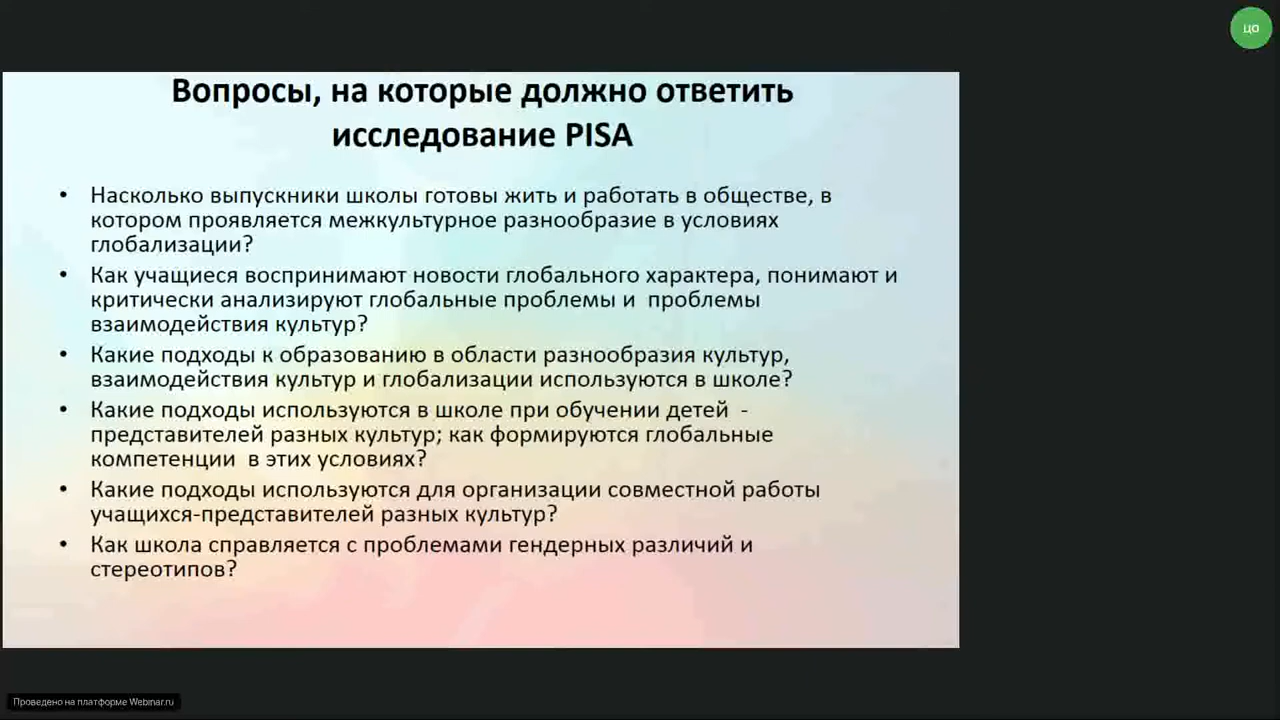 ЦО
Вопросы, на которые должно ответить
исследование PISA
• Насколько выпускники школы готовы жить и работать в обществе, в
котором проявляется межкультурное разнообразие в условиях
глобализации?
• Как учащиеся воспринимают новости глобального характера, понимают и
критически анализируют глобальные проблемы и  проблемы
взаимодействия культур?
• Какие подходы к образованию в области разнообразия культур,
взаимодействия культур и глобализации используются в школе?
• Какие подходы используются в школе при обучении детей  -
представителей разных культур; как формируются глобальные
компетенции  в этих условиях?
• Какие подходы используются для организации совместной работы
учащихся-представителей разных культур?
• Как школа справляется с проблемами гендерных различий и
стереотипов?
Проведено на платформе Webinar.ru